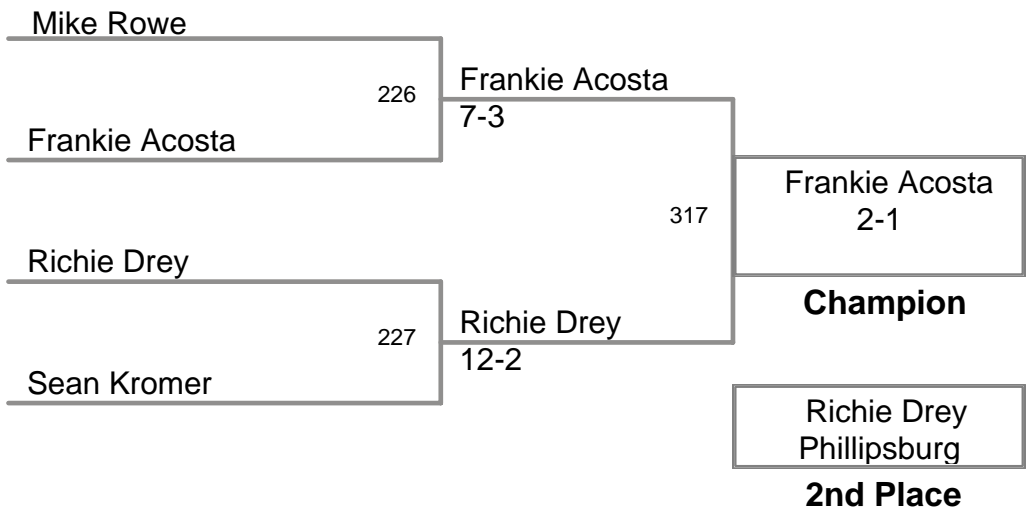 Mike Rowe
226
Frankie Acosta
7-3
Frankie Acosta
Frankie Acosta
2-1
317
Champion
Richie Drey
227
Richie Drey
12-2
Sean Kromer
Richie Drey
Phillipsburg
2nd Place